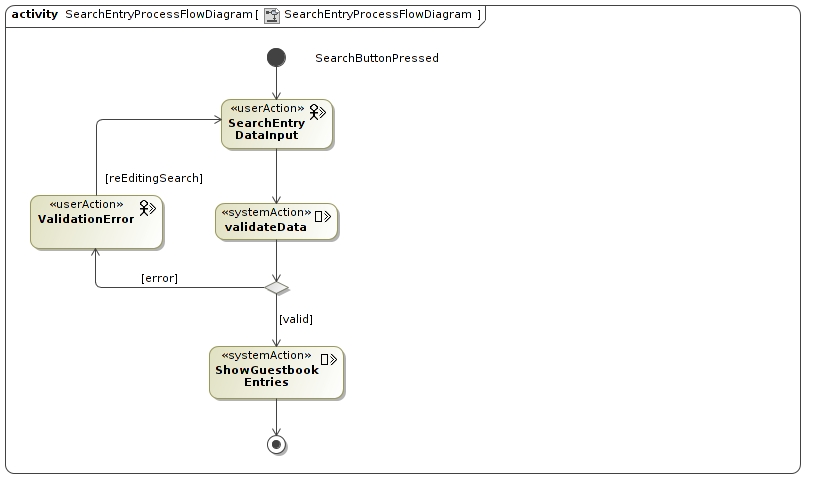 activity SearchEntryProcessFlowDiagram[ SearchEntryProcessFlowDiagram ]
SearchButtonPressed
«userAction»
SearchEntry
DataInput
[reEditingSearch]
«userAction»
ValidationError
«systemAction»
validateData
[error]
[valid]
«systemAction»
ShowGuestbook
Entries